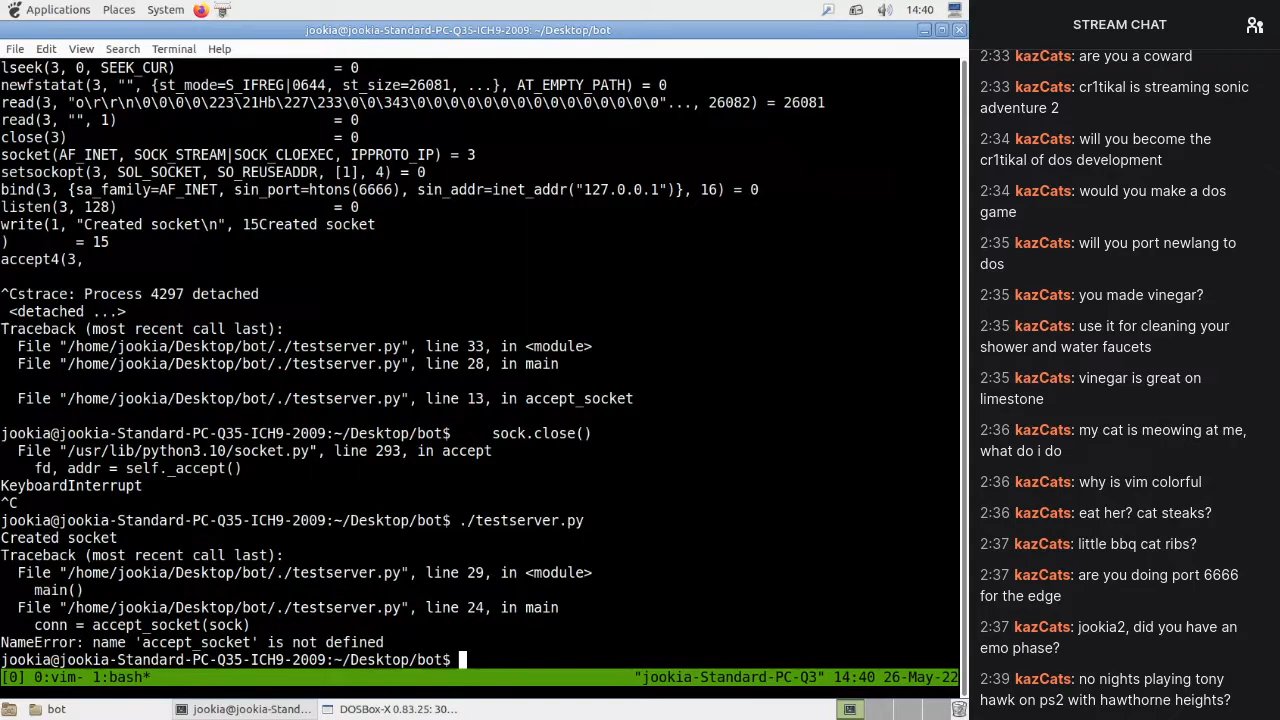 Applications Places System 14:40
jookia@jookia-Standard-PC-Q35-ICH9-2009: ~/Desktop/bot
File Edit View Search Terminal Help
lseek(3, 0, SEEK_CUR) = 0
newfstatat(3, "", {st_mode=S_IFREG|0644, st_size=26081, ...}, AT_EMPTY_PATH) = 0
read(3, "o\r\r\n\0\0\0\0\223\21Hb\227\233\0\0\343\0\0\0\0\0\0\0\0\0\0\0\0\0\0\0"..., 26082) = 26081
read(3, "", 1) = 0
close(3) = 0
socket(AF_INET, SOCK_STREAM|SOCK_CLOEXEC, IPPROTO_IP) = 3
setsockopt(3, SOL_SOCKET, SO_REUSEADDR, [1], 4) = 0
bind(3, {sa_family=AF_INET, sin_port=htons(6666), sin_addr=inet_addr("127.0.0.1")}, 16) = 0
listen(3, 128) = 0
write(1, "Created socket\n", 15Created socket
) = 15
accept4(3,
^Cstrace: Process 4297 detached
<detached ...>
Traceback (most recent call last):
File "/home/jookia/Desktop/bot/./testserver.py", line 33, in <module>
File "/home/jookia/Desktop/bot/./testserver.py", line 28, in main
File "/home/jookia/Desktop/bot/./testserver.py", line 13, in accept_socket
jookia@jookia-Standard-PC-Q35-ICH9-2009:~/Desktop/bot$ sock.close()
File "/usr/lib/python3.10/socket.py", line 293, in accept
fd, addr = self._accept()
KeyboardInterrupt
^C
jookia@jookia-Standard-PC-Q35-ICH9-2009:~/Desktop/bot$ ./testserver.py
Created socket
Traceback (most recent call last):
File "/home/jookia/Desktop/bot/./testserver.py", line 29, in <module>
main()
File "/home/jookia/Desktop/bot/./testserver.py", line 24, in main
conn = accept_socket(sock)
NameError: name 'accept_socket' is not defined
jookia@jookia-Standard-PC-Q35-ICH9-2009:~/Desktop/bot$
[0] 0:vim- 1:bash* "jookia-Standard-PC-Q3" 14:40 26-May-22
bot jookia@jookia-Stand... DOSBox-X 0.83.25: 30...
STREAM CHAT
2:33 kazCats: are you a coward
2:33 kazCats: cr1tikal is streaming sonic
adventure 2
2:34 kazCats: will you become the
cr1tikal of dos development
2:34 kazCats: would you make a dos
game
2:35 kazCats: will you port newlang to
dos
2:35 kazCats: you made vinegar?
2:35 kazCats: use it for cleaning your
shower and water faucets
2:35 kazCats: vinegar is great on
limestone
2:36 kazCats: my cat is meowing at me,
what do i do
2:36 kazCats: why is vim colorful
2:36 kazCats: eat her? cat steaks?
2:37 kazCats: little bbq cat ribs?
2:37 kazCats: are you doing port 6666
for the edge
2:37 kazCats: jookia2, did you have an
emo phase?
2:39 kazCats: no nights playing tony
hawk on ps2 with hawthorne heights?